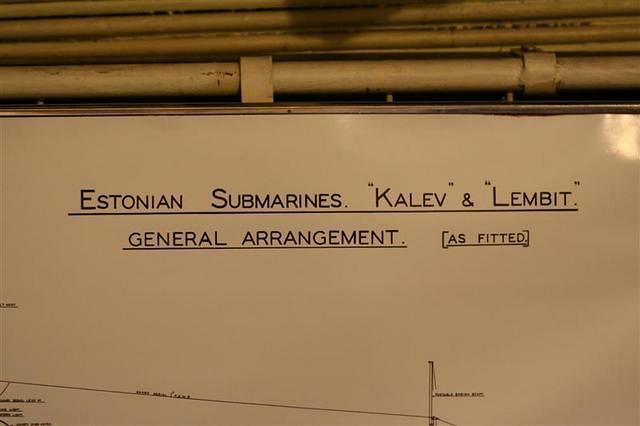 ESTONIAN SUBMARINES. "KALEV" & "LEMBIT."
GENERAL ARRANGEMENT. [AS FITTED.]